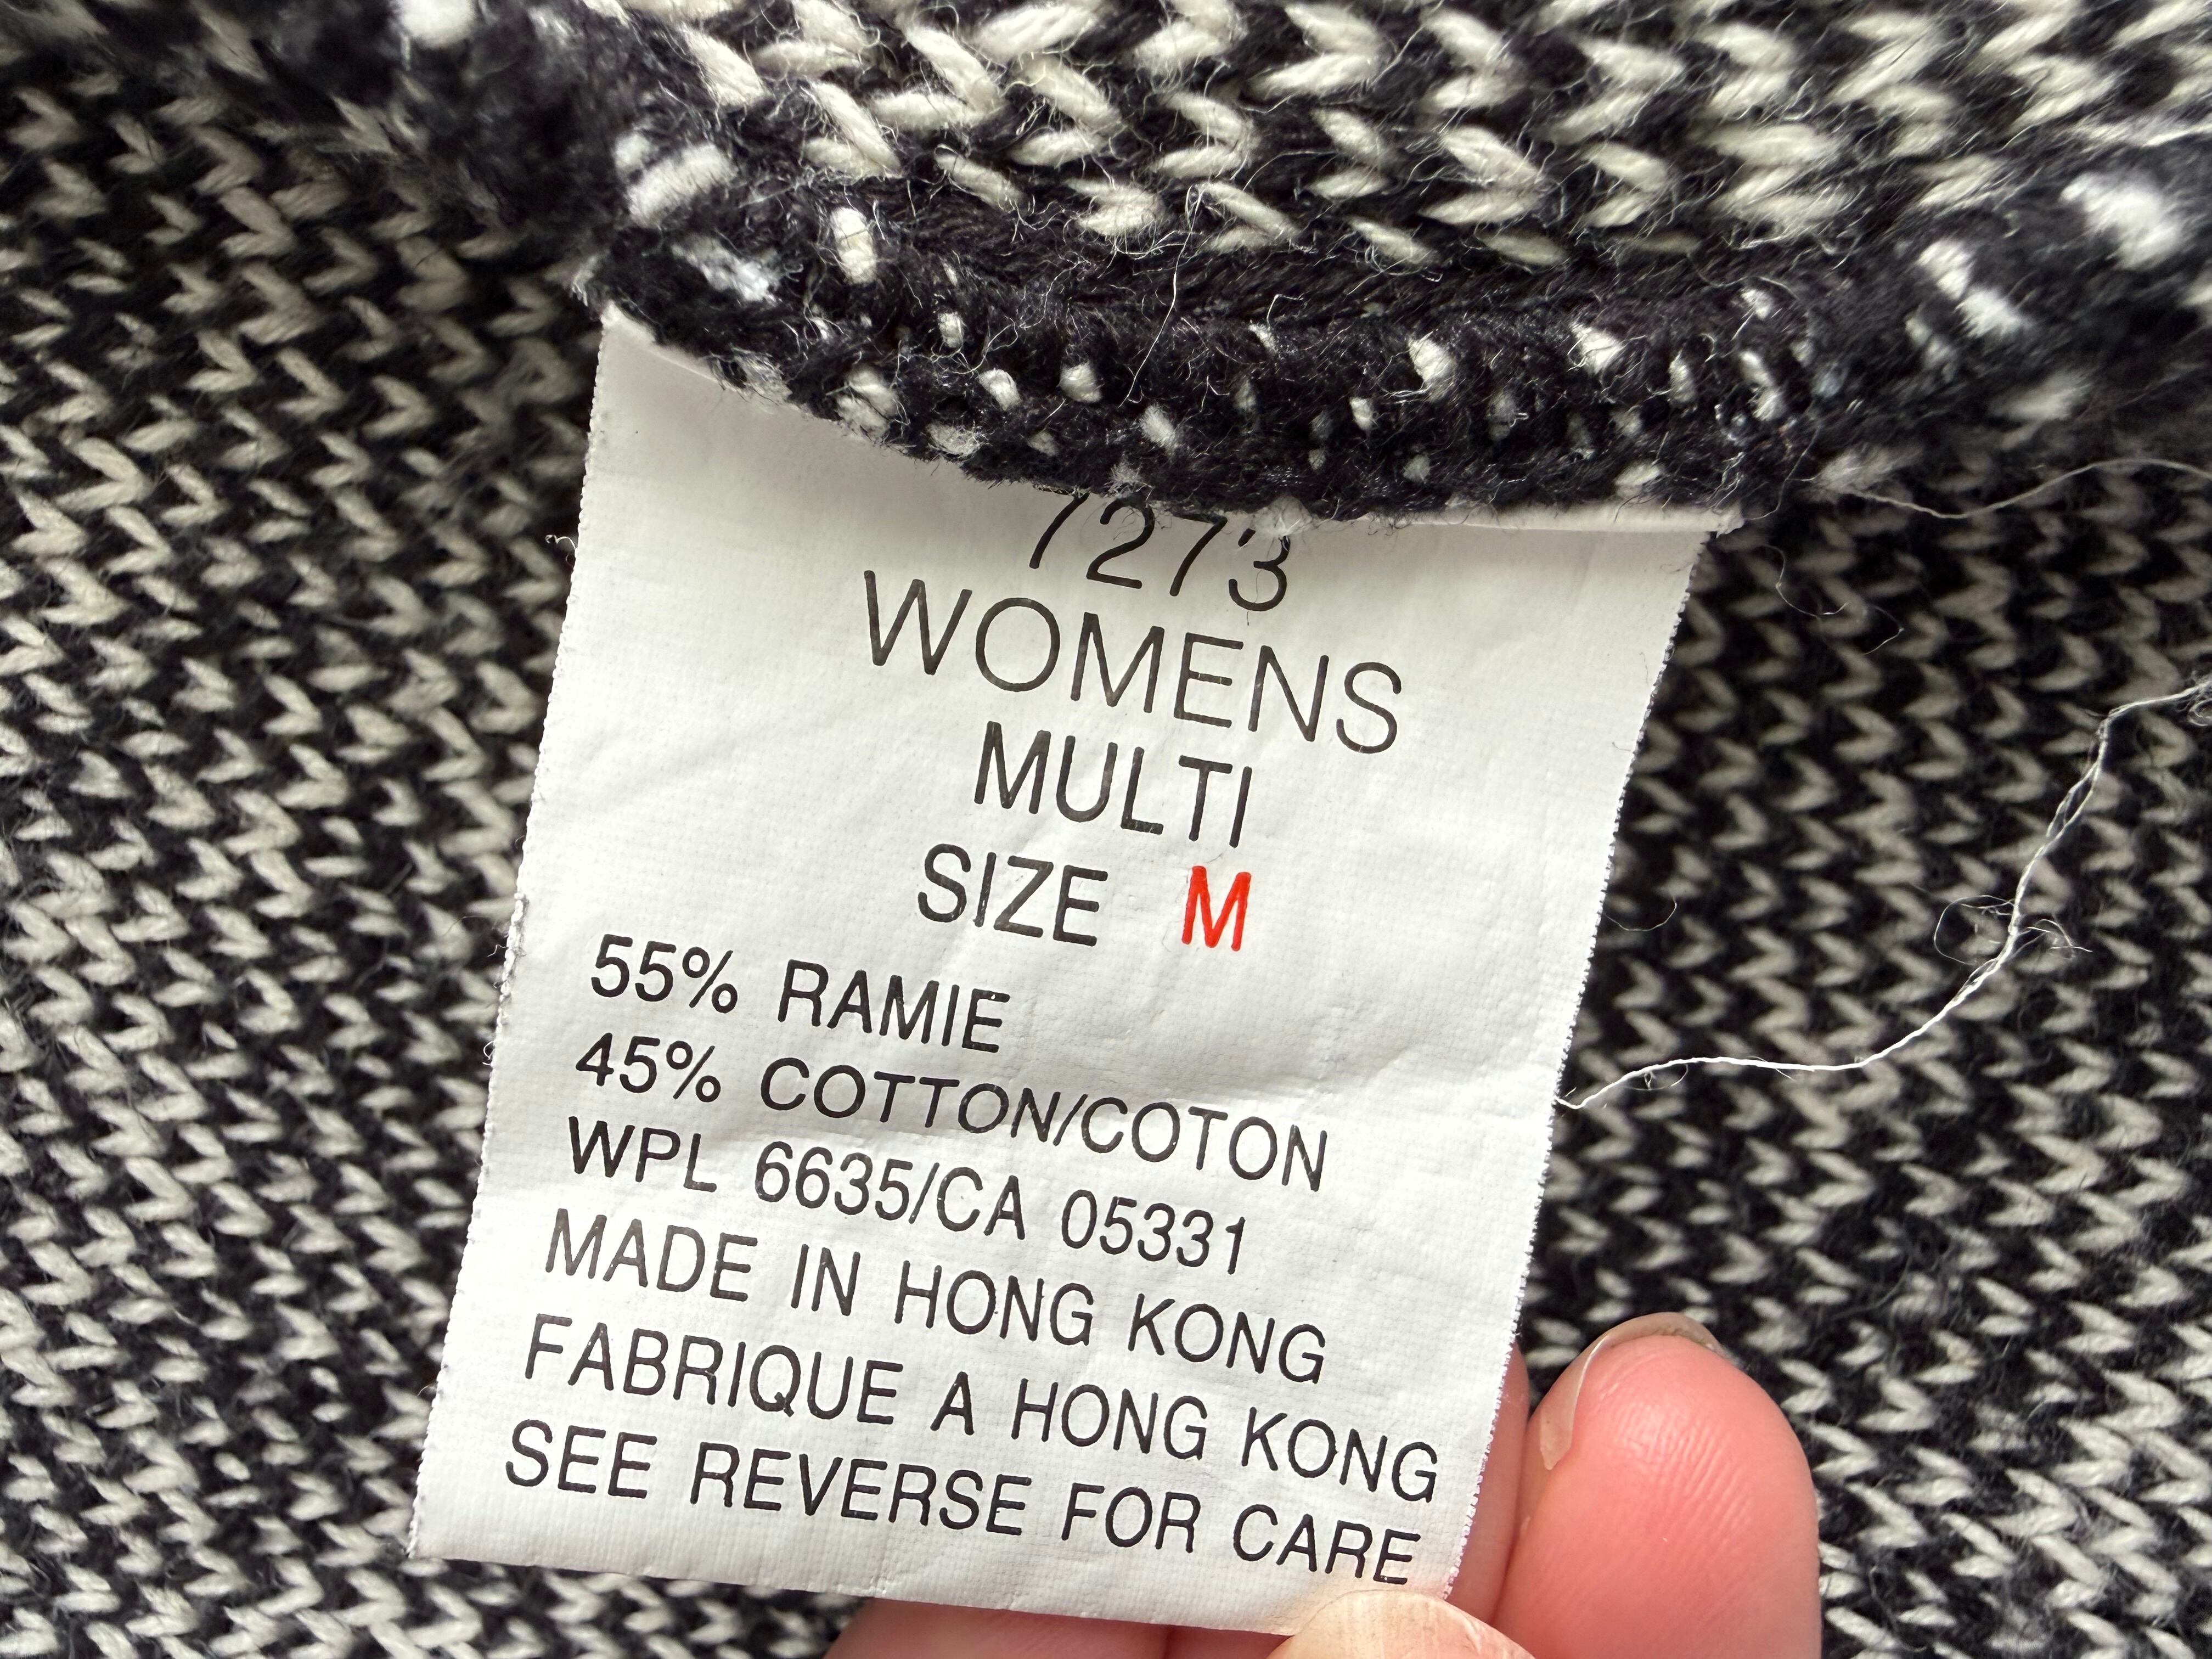 7273
WOMENS
MULTI
SIZE M
55% RAMIE
45% COTTON/COTON
WPL 6635/CA 05331
MADE IN HONG KONG
FABRIQUE A HONG KONG
SEE REVERSE FOR CARE